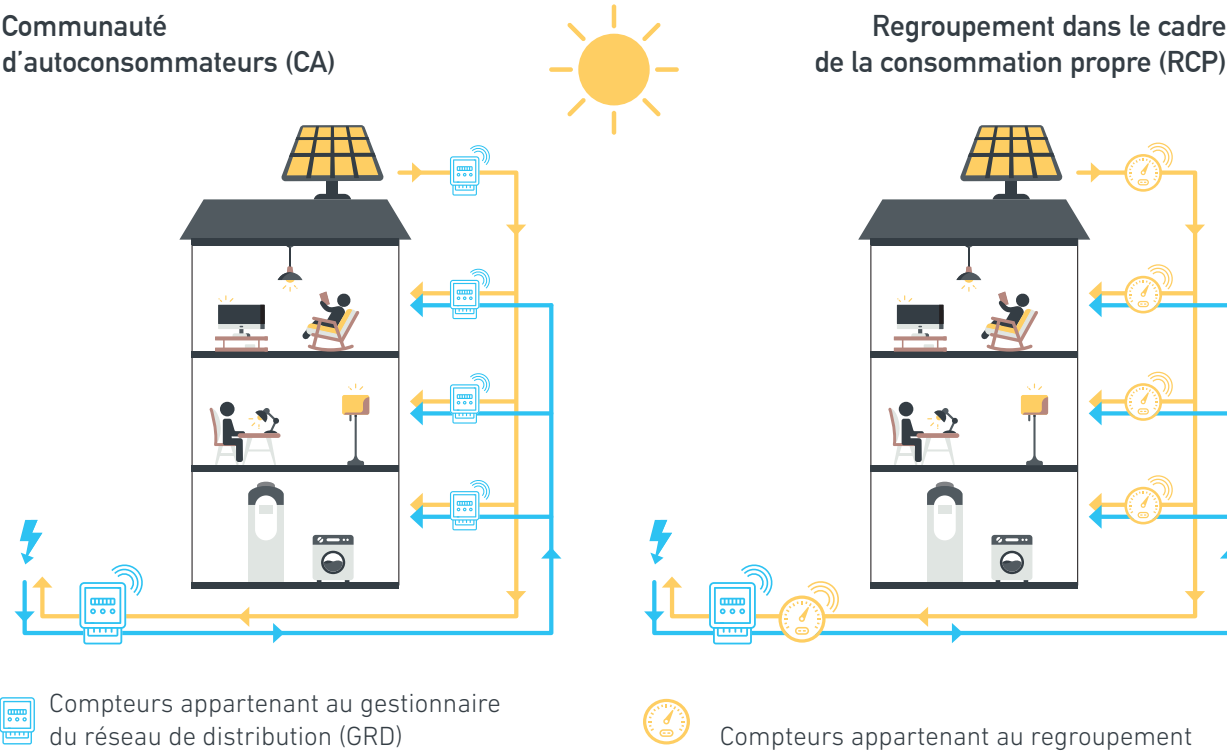 Communauté
d'autoconsommateurs (CA)
Regroupement dans le cadre
de la consommation propre (RCP)
Compteurs appartenant au gestionnaire
du réseau de distribution (GRD)
Compteurs appartenant au regroupement